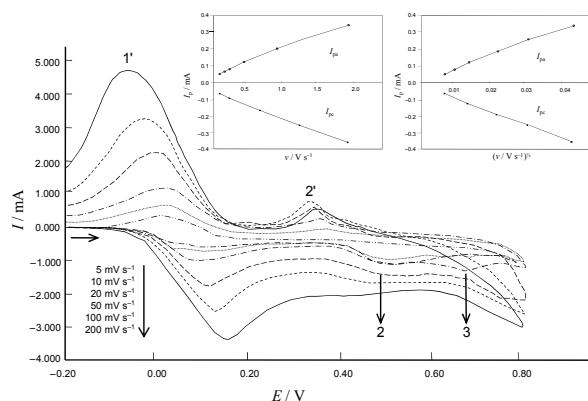 1'
2'
2
3
5.000
4.000
3.000
2.000
1.000
0.000
-1.000
-2.000
-3.000
-4.000
I / mA
5 mV s⁻¹
10 mV s⁻¹
20 mV s⁻¹
50 mV s⁻¹
100 mV s⁻¹
200 mV s⁻¹
–0.20
0.00
0.20
0.40
0.60
0.80
E / V
0.4
0.3
0.2
0.1
0.0
–0.1
–0.2
–0.3
–0.4
Iₚ / mA
Iₚₐ
I_pc
0.5
1.0
1.5
2.0
v / V s⁻¹
0.4
0.3
0.2
0.1
0.0
–0.1
–0.2
–0.3
–0.4
Iₚ / mA
Iₚₐ
I_pc
0.01
0.02
0.03
0.04
(v / V s⁻¹)½